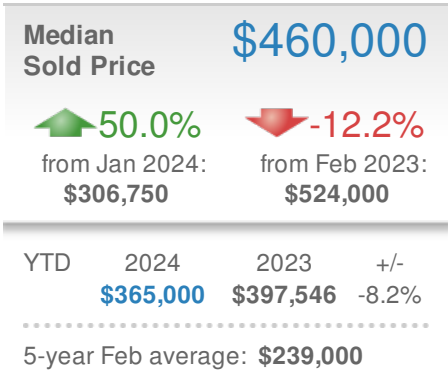 Median
Sold Price
$460,000
50.0%
-12.2%
from Jan 2024:
from Feb 2023:
$306,750
$524,000
YTD 2024 2023 +/-
$365,000 $397,546 -8.2%
5-year Feb average: $239,000